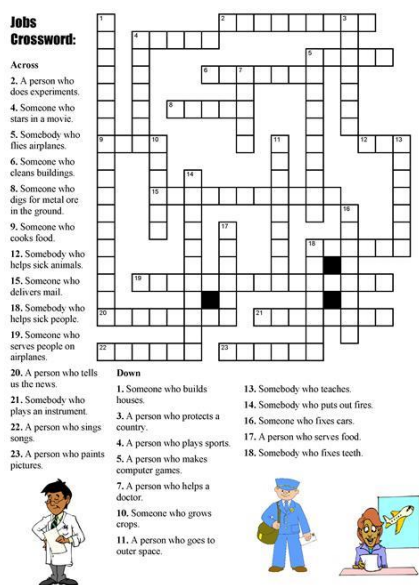 Jobs
Crossword:
Across
2. A person who
does experiments.
4. Someone who
stars in a movie.
5. Somebody who
flies airplanes.
6. Someone who
cleans buildings.
8. Someone who
digs for metal ore
in the ground.
9. Someone who
cooks food.
12. Somebody who
helps sick animals.
15. Someone who
delivers mail.
18. Somebody who
helps sick people.
19. Someone who
serves people on
airplanes.
20. A person who tells
us the news.
21. Somebody who
plays an instrument.
22. A person who sings
songs.
23. A person who paints
pictures.
1
2
3
4
5
6
7
8
9
10
11
12
13
14
15
16
17
18
19
20
21
22
23
Down
1. Someone who builds
houses.
3. A person who protects a
country.
4. A person who plays sports.
5. A person who makes
computer games.
7. A person who helps a
doctor.
10. Someone who grows
crops.
11. A person who goes to
outer space.
13. Somebody who teaches.
14. Somebody who puts out fires.
16. Someone who fixes cars.
17. A person who serves food.
18. Somebody who fixes teeth.